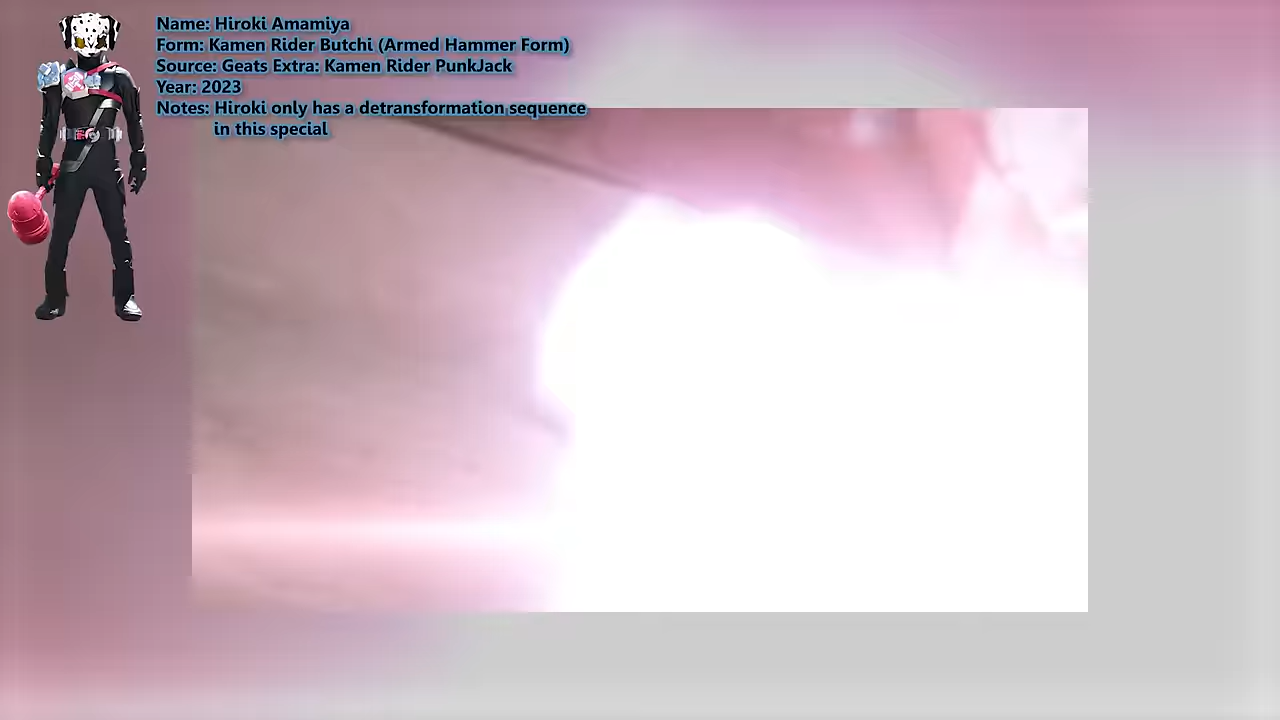 Name: Hiroki Amamiya
Form: Kamen Rider Butchi (Armed Hammer Form)
Source: Geats Extra: Kamen Rider PunkJack
Year: 2023
Notes: Hiroki only has a detransformation sequence
in this special